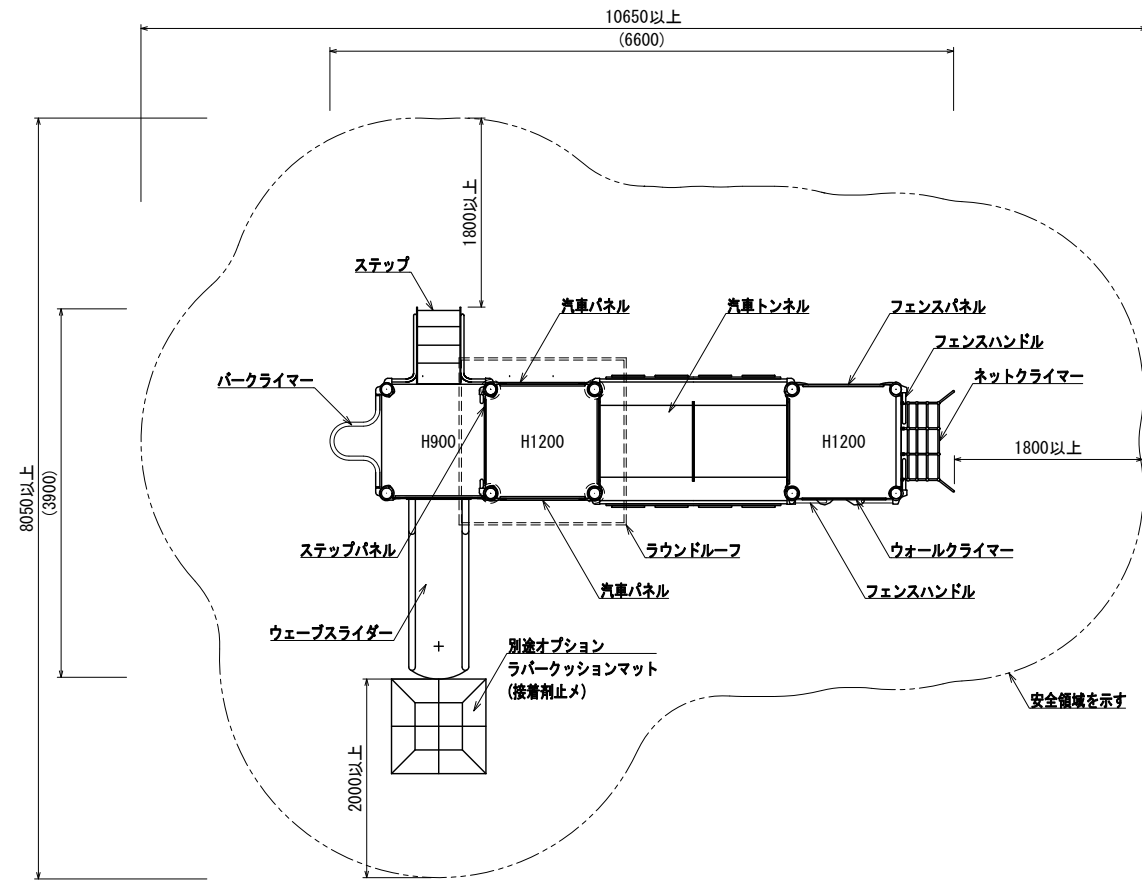 10650以上
(6600)
1800以上
ステップ
汽車パネル
汽車トンネル
フェンスパネル
フェンスハンドル
ネットクライマー
バークライマー
H900
H1200
H1200
1800以上
8050以上
(3900)
ステップパネル
ラウンドルーフ
ウォールクライマー
汽車パネル
フェンスハンドル
ウェーブスライダー
別途オプション
ラバークッションマット
(接着剤止メ)
安全領域を示す
2000以上